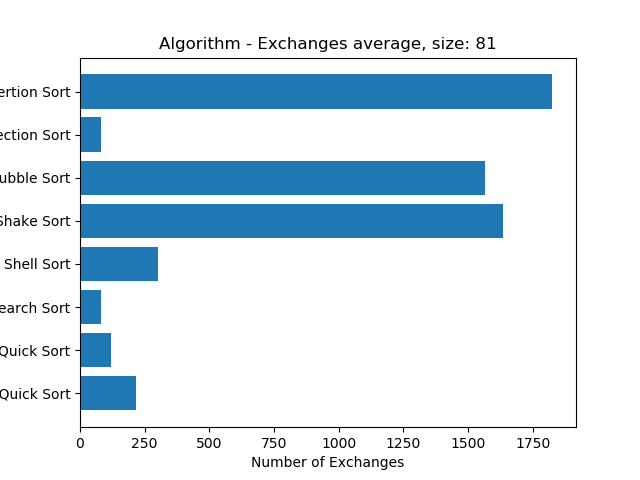 Algorithm - Exchanges average, size: 81
ertion Sort
ection Sort
ubble Sort
Shake Sort
Shell Sort
earch Sort
Quick Sort
Quick Sort
0 250 500 750 1000 1250 1500 1750
Number of Exchanges